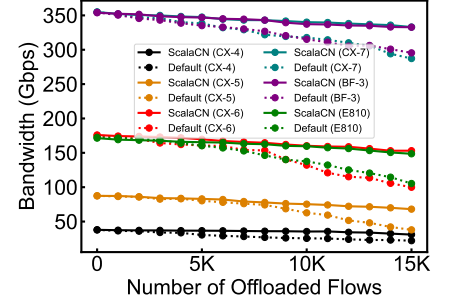 350
300
250
200
150
100
50
Bandwidth (Gbps)
ScalaCN (CX-4)
Default (CX-4)
ScalaCN (CX-5)
Default (CX-5)
ScalaCN (CX-6)
Default (CX-6)
ScalaCN (CX-7)
Default (CX-7)
ScalaCN (BF-3)
Default (BF-3)
ScalaCN (E810)
Default (E810)
0
5K
10K
15K
Number of Offloaded Flows